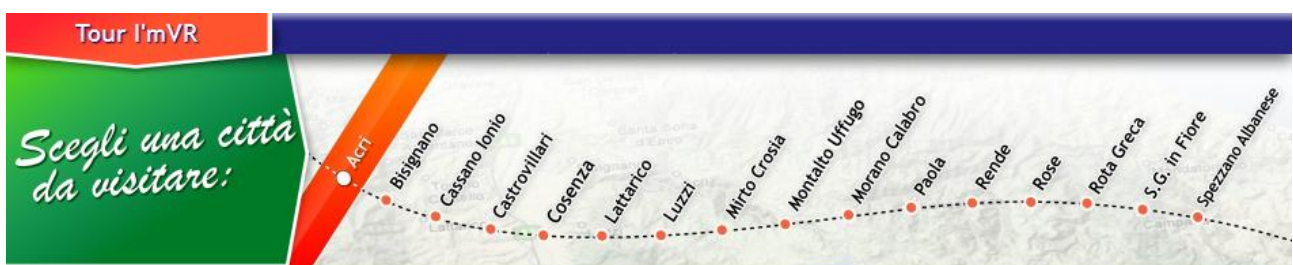 Tour I'mVR
Scegli una città
da visitare:
Acri
Bisignano
Cassano Ionio
Castrovillari
Cosenza
Lattarico
Luzzi
Mirto Crosia
Montalto Uffugo
Morano Calabro
Paola
Rende
Rose
Rota Greca
S.G. in Fiore
Spezzano Albanese